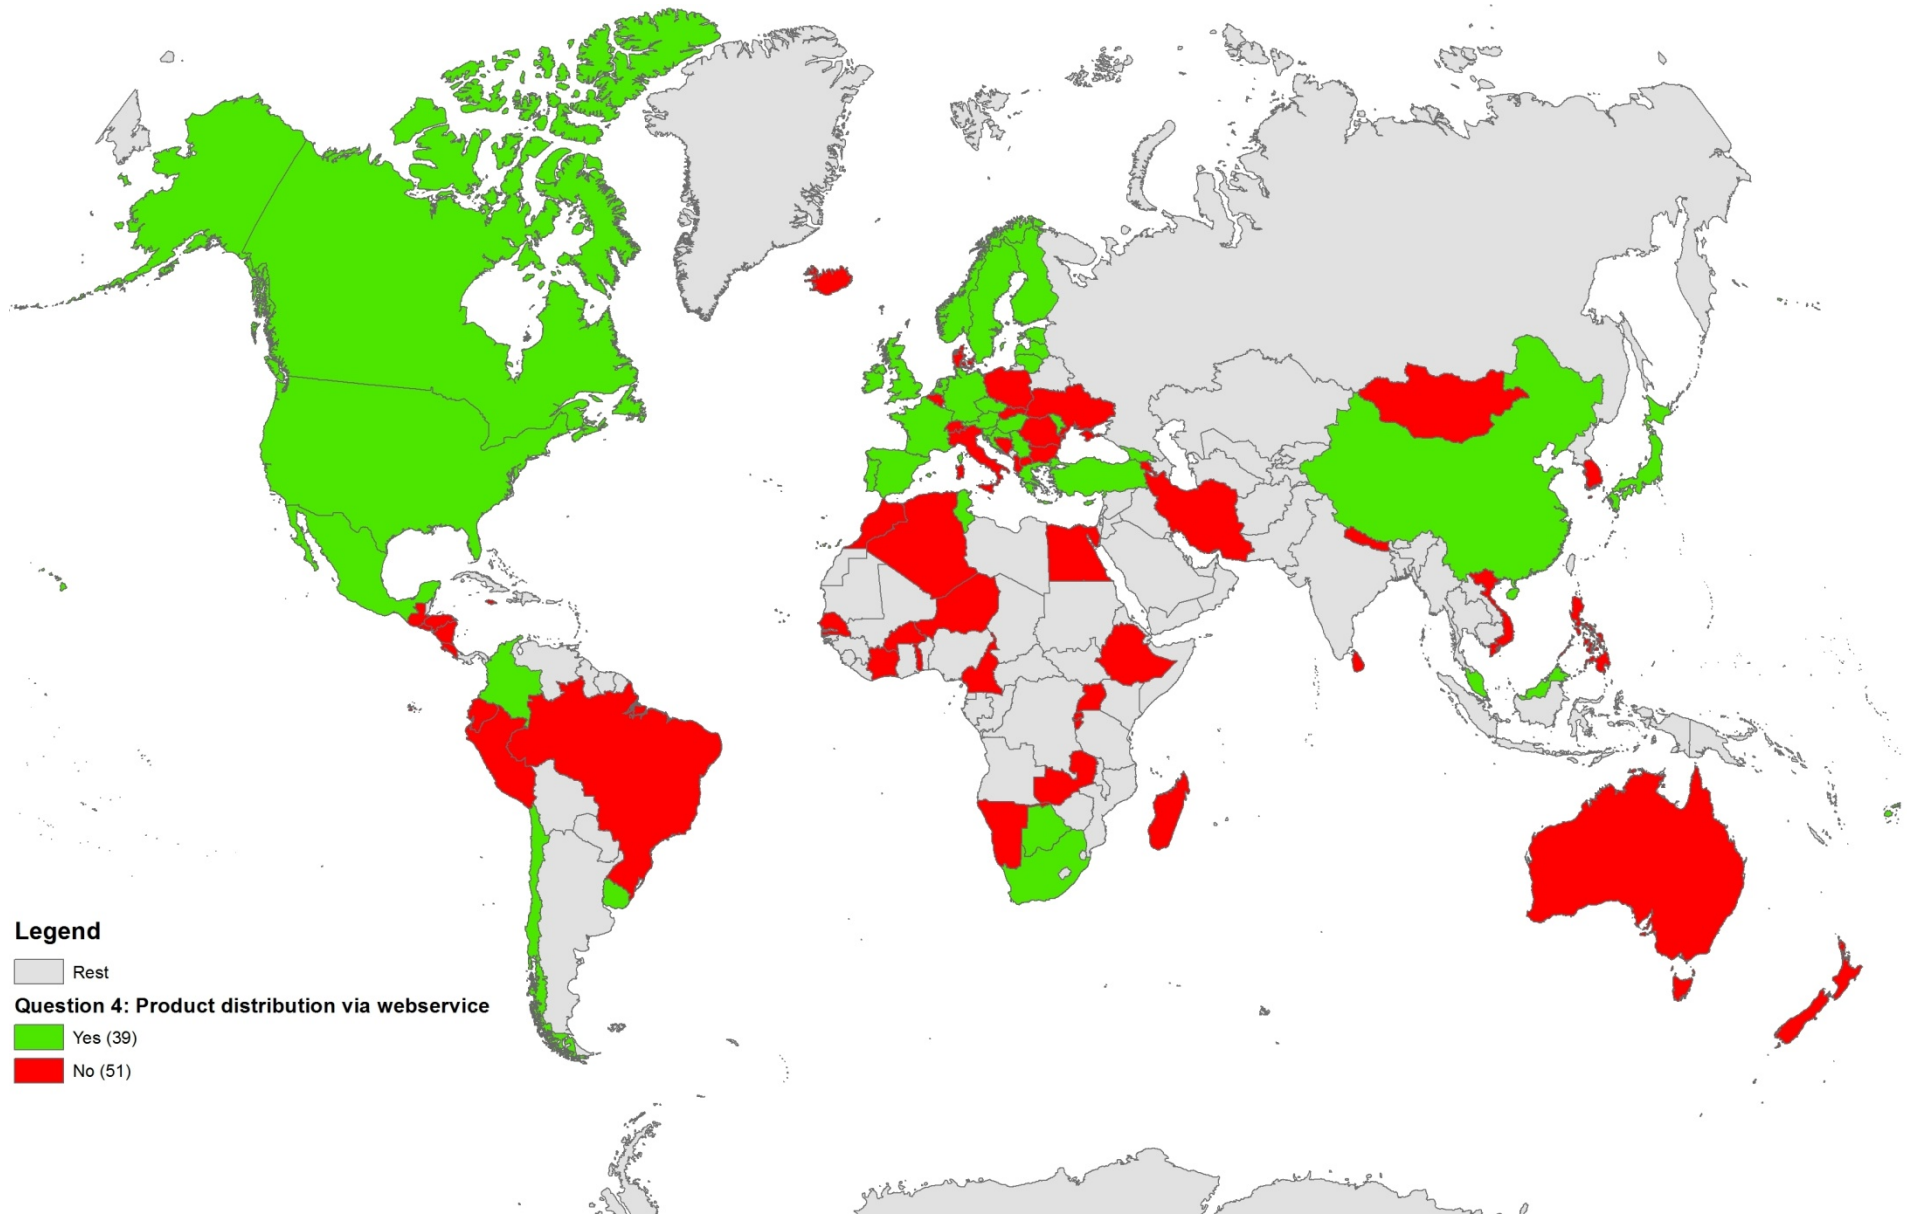 Legend
Rest
Question 4: Product distribution via webservice
Yes (39)
No (51)